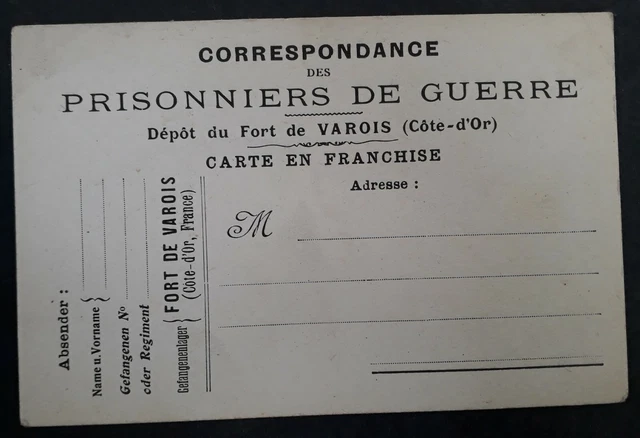 CORRESPONDANCE
DES
PRISONNIERS DE GUERRE
Dépôt du Fort de VAROIS (Côte-d'Or)
CARTE EN FRANCHISE
Adresse :
M
Absender :
Name u. Vorname }
Gefangenen No
oder Regiment
Gefangenenlager } FORT DE VAROIS
(Côte-d'Or, France)